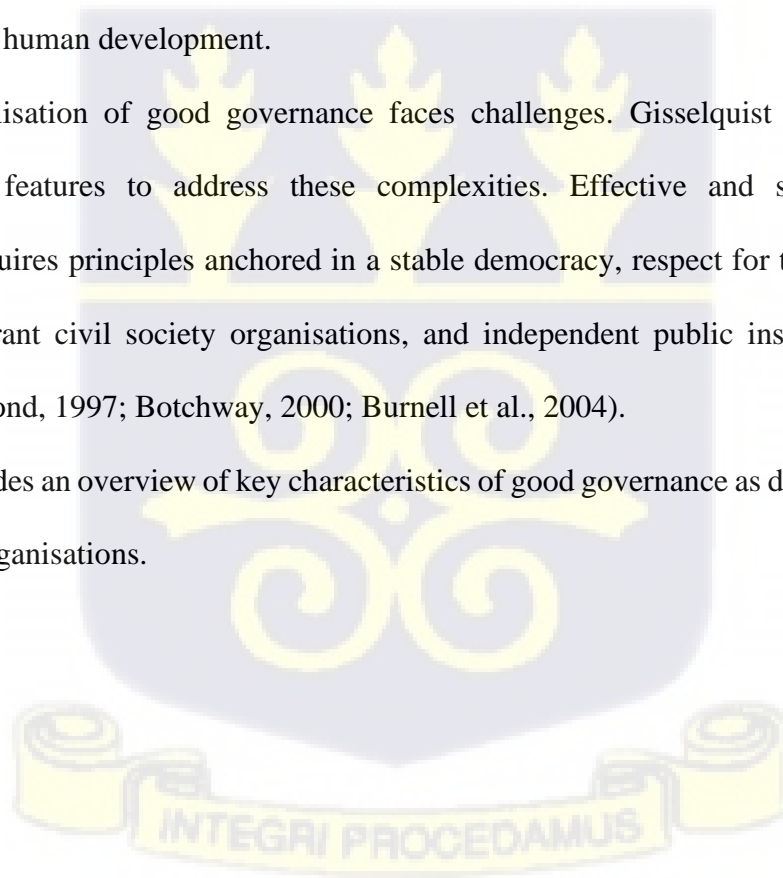 human development.
isation of good governance faces challenges. Gisselquist
features to address these complexities. Effective and s
uires principles anchored in a stable democracy, respect for t
rant civil society organisations, and independent public ins
ond, 1997; Botchway, 2000; Burnell et al., 2004).
des an overview of key characteristics of good governance as d
ganisations.
INTEGRI PROCEDAMUS